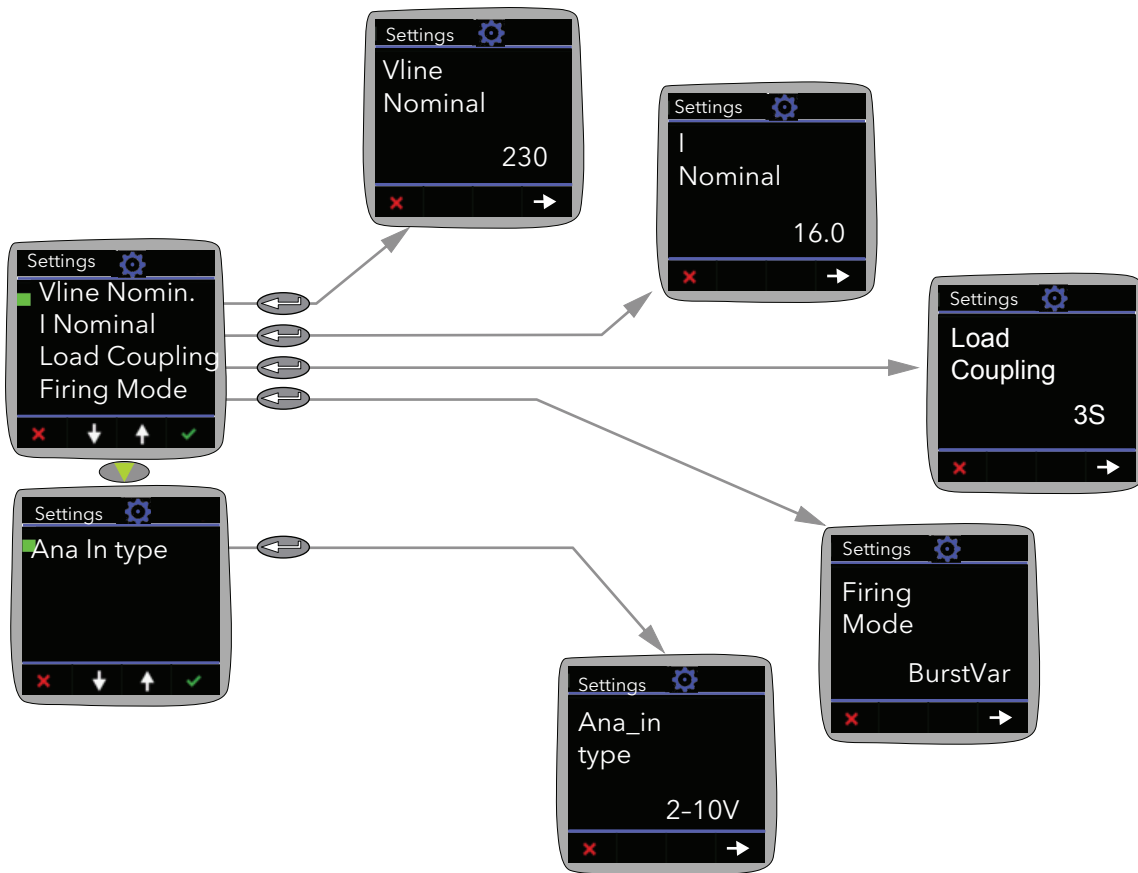 Settings
Vline
Nominal
230
Settings
I
Nominal
16.0
Settings
Vline Nomin.
I Nominal
Load Coupling
Firing Mode
Settings
Load
Coupling
3S
Settings
Ana In type
Settings
Firing
Mode
BurstVar
Settings
Ana_in
type
2–10V